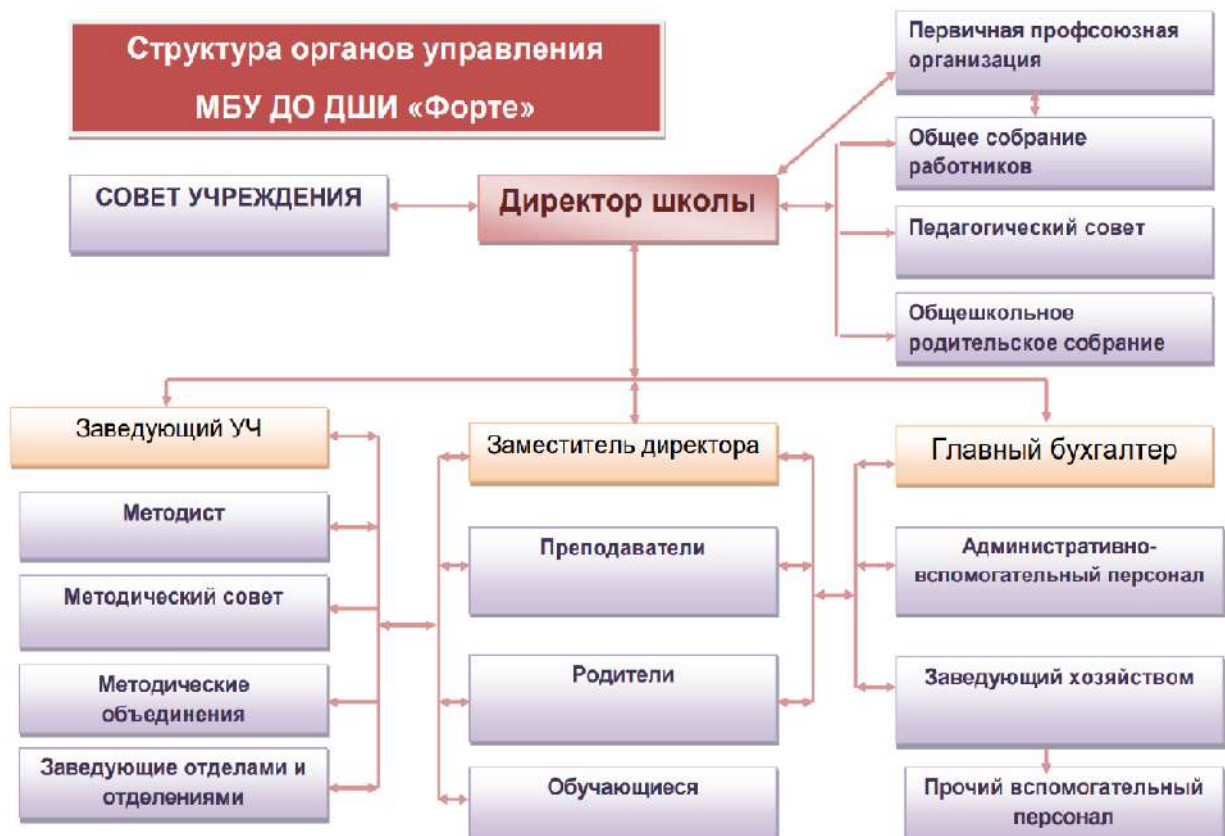 Структура органов управления
МБУ ДО ДШИ «Форте»
Первичная профсоюзная
организация
Общее собрание
работников
СОВЕТ УЧРЕЖДЕНИЯ
Директор школы
Педагогический совет
Общешкольное
родительское собрание
Заведующий УЧ
Методист
Методический совет
Методические
объединения
Заведующие отделами и
отделениями
Заместитель директора
Преподаватели
Родители
Обучающиеся
Главный бухгалтер
Административно-
вспомогательный персонал
Заведующий хозяйством
Прочий вспомогательный
персонал